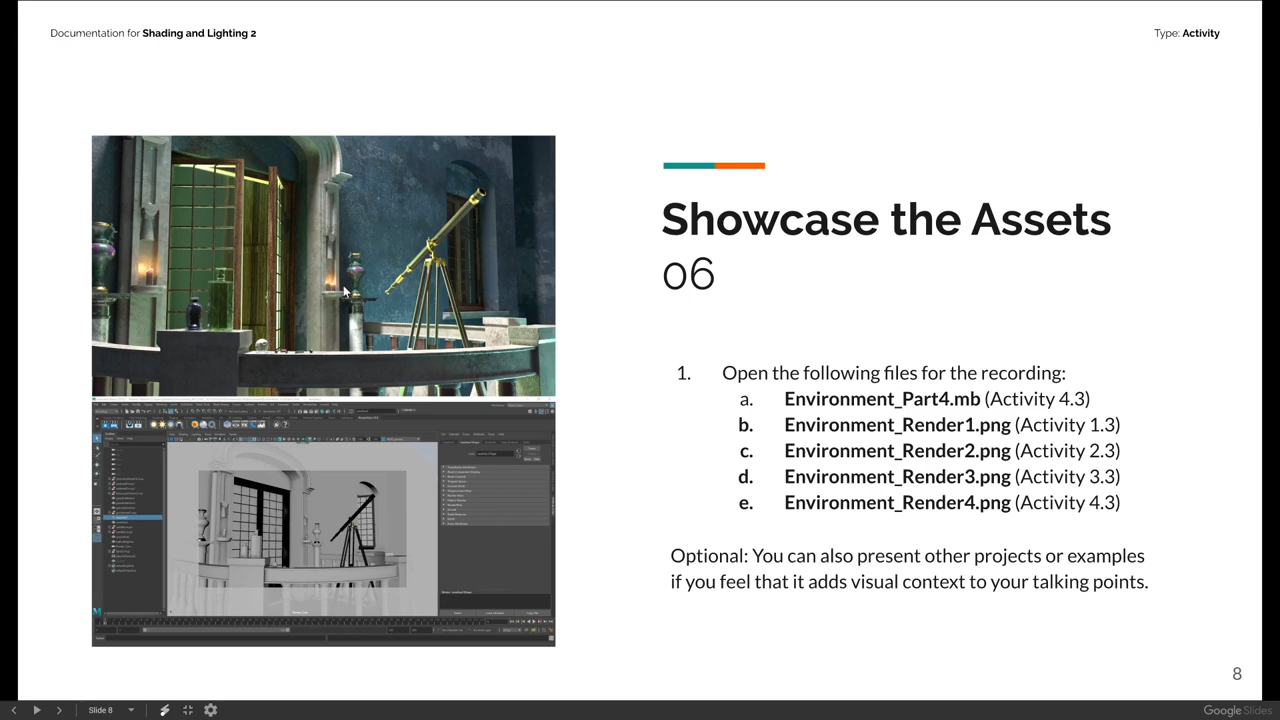 Documentation for Shading and Lighting 2
Type: Activity
Showcase the Assets
06
1. Open the following files for the recording:
a. Environment_Part4.mb (Activity 4.3)
b. Environment_Render1.png (Activity 1.3)
c. Environment_Render2.png (Activity 2.3)
d. Environment_Render3.png (Activity 3.3)
e. Environment_Render4.png (Activity 4.3)
Optional: You can also present other projects or examples
if you feel that it adds visual context to your talking points.
8
Slide 8
Google Slides